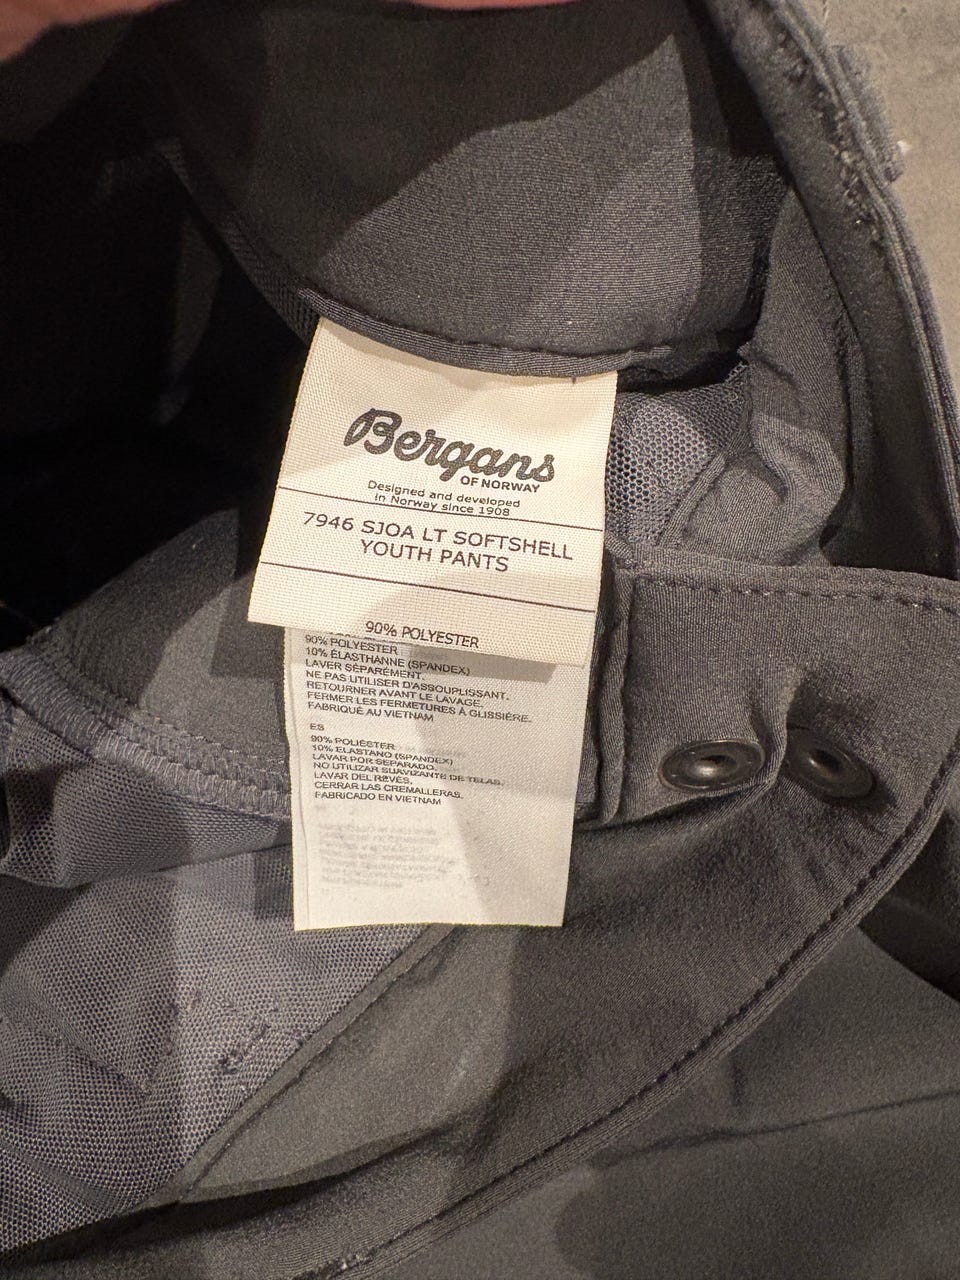 Bergans
OF NORWAY
Designed and developed
in Norway since 1908
7946 SJOA LT SOFTSHELL
YOUTH PANTS
90% POLYESTER
90% POLYESTER
10% ÉLASTHANNE (SPANDEX)
LAVER SÉPARÉMENT.
NE PAS UTILISER D'ASSOUPLISSANT.
RETOURNER AVANT LE LAVAGE.
FERMER LES FERMETURES À GLISSIÈRE.
FABRIQUÉ AU VIETNAM
ES
90% POLIÉSTER
10% ELASTANO (SPANDEX)
LAVAR POR SEPARADO.
NO UTILIZAR SUAVIZANTE DE TELAS.
LAVAR DEL REVÉS.
CERRAR LAS CREMALLERAS.
FABRICADO EN VIETNAM